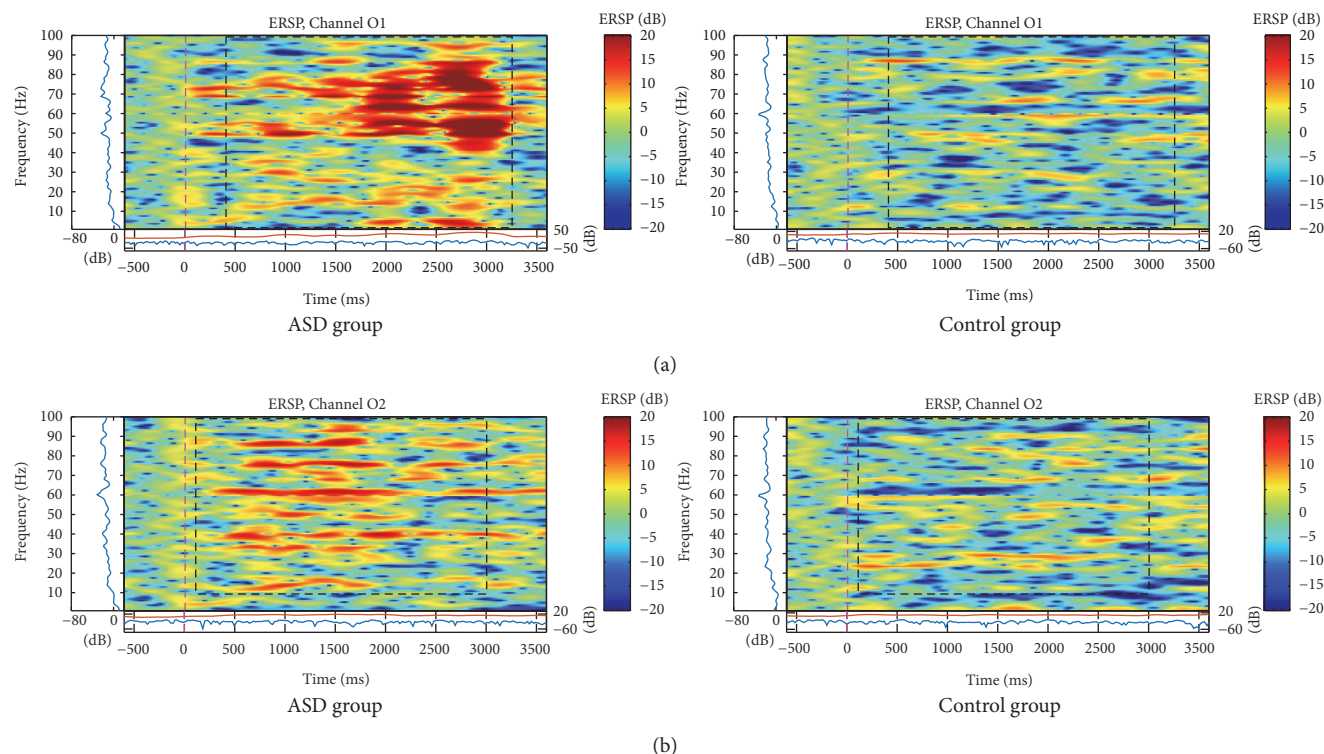 ERSP, Channel O1
ERSP (dB)
Frequency (Hz)
100
90
80
70
60
50
40
30
20
10
20
15
10
5
0
−5
−10
−15
−20
−80 0
(dB)
50
−50
(dB)
−500 0 500 1000 1500 2000 2500 3000 3500
Time (ms)
ASD group
ERSP, Channel O1
ERSP (dB)
Frequency (Hz)
100
90
80
70
60
50
40
30
20
10
20
15
10
5
0
−5
−10
−15
−20
−80 0
(dB)
20
−60
(dB)
−500 0 500 1000 1500 2000 2500 3000 3500
Time (ms)
Control group
(a)
ERSP, Channel O2
ERSP (dB)
Frequency (Hz)
100
90
80
70
60
50
40
30
20
10
20
15
10
5
0
−5
−10
−15
−20
−80 0
(dB)
20
−60
(dB)
−500 0 500 1000 1500 2000 2500 3000 3500
Time (ms)
ASD group
ERSP, Channel O2
ERSP (dB)
Frequency (Hz)
100
90
80
70
60
50
40
30
20
10
20
15
10
5
0
−5
−10
−15
−20
−80 0
(dB)
20
−60
(dB)
−500 0 500 1000 1500 2000 2500 3000 3500
Time (ms)
Control group
(b)